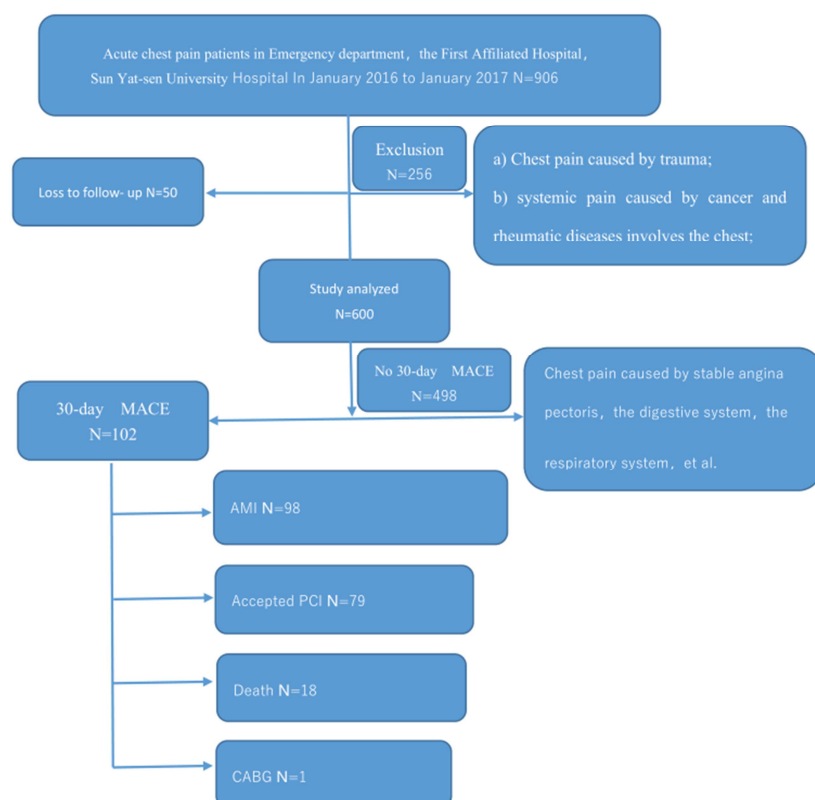 Acute chest pain patients in Emergency department, the First Affiliated Hospital,
Sun Yat-sen University Hospital In January 2016 to January 2017 N=906
Exclusion
N=256
Loss to follow- up N=50
a) Chest pain caused by trauma;
b) systemic pain caused by cancer and
rheumatic diseases involves the chest;
Study analyzed
N=600
No 30-day MACE
N=498
30-day MACE
N=102
Chest pain caused by stable angina
pectoris, the digestive system, the
respiratory system, et al.
AMI N=98
Accepted PCI N=79
Death N=18
CABG N=1